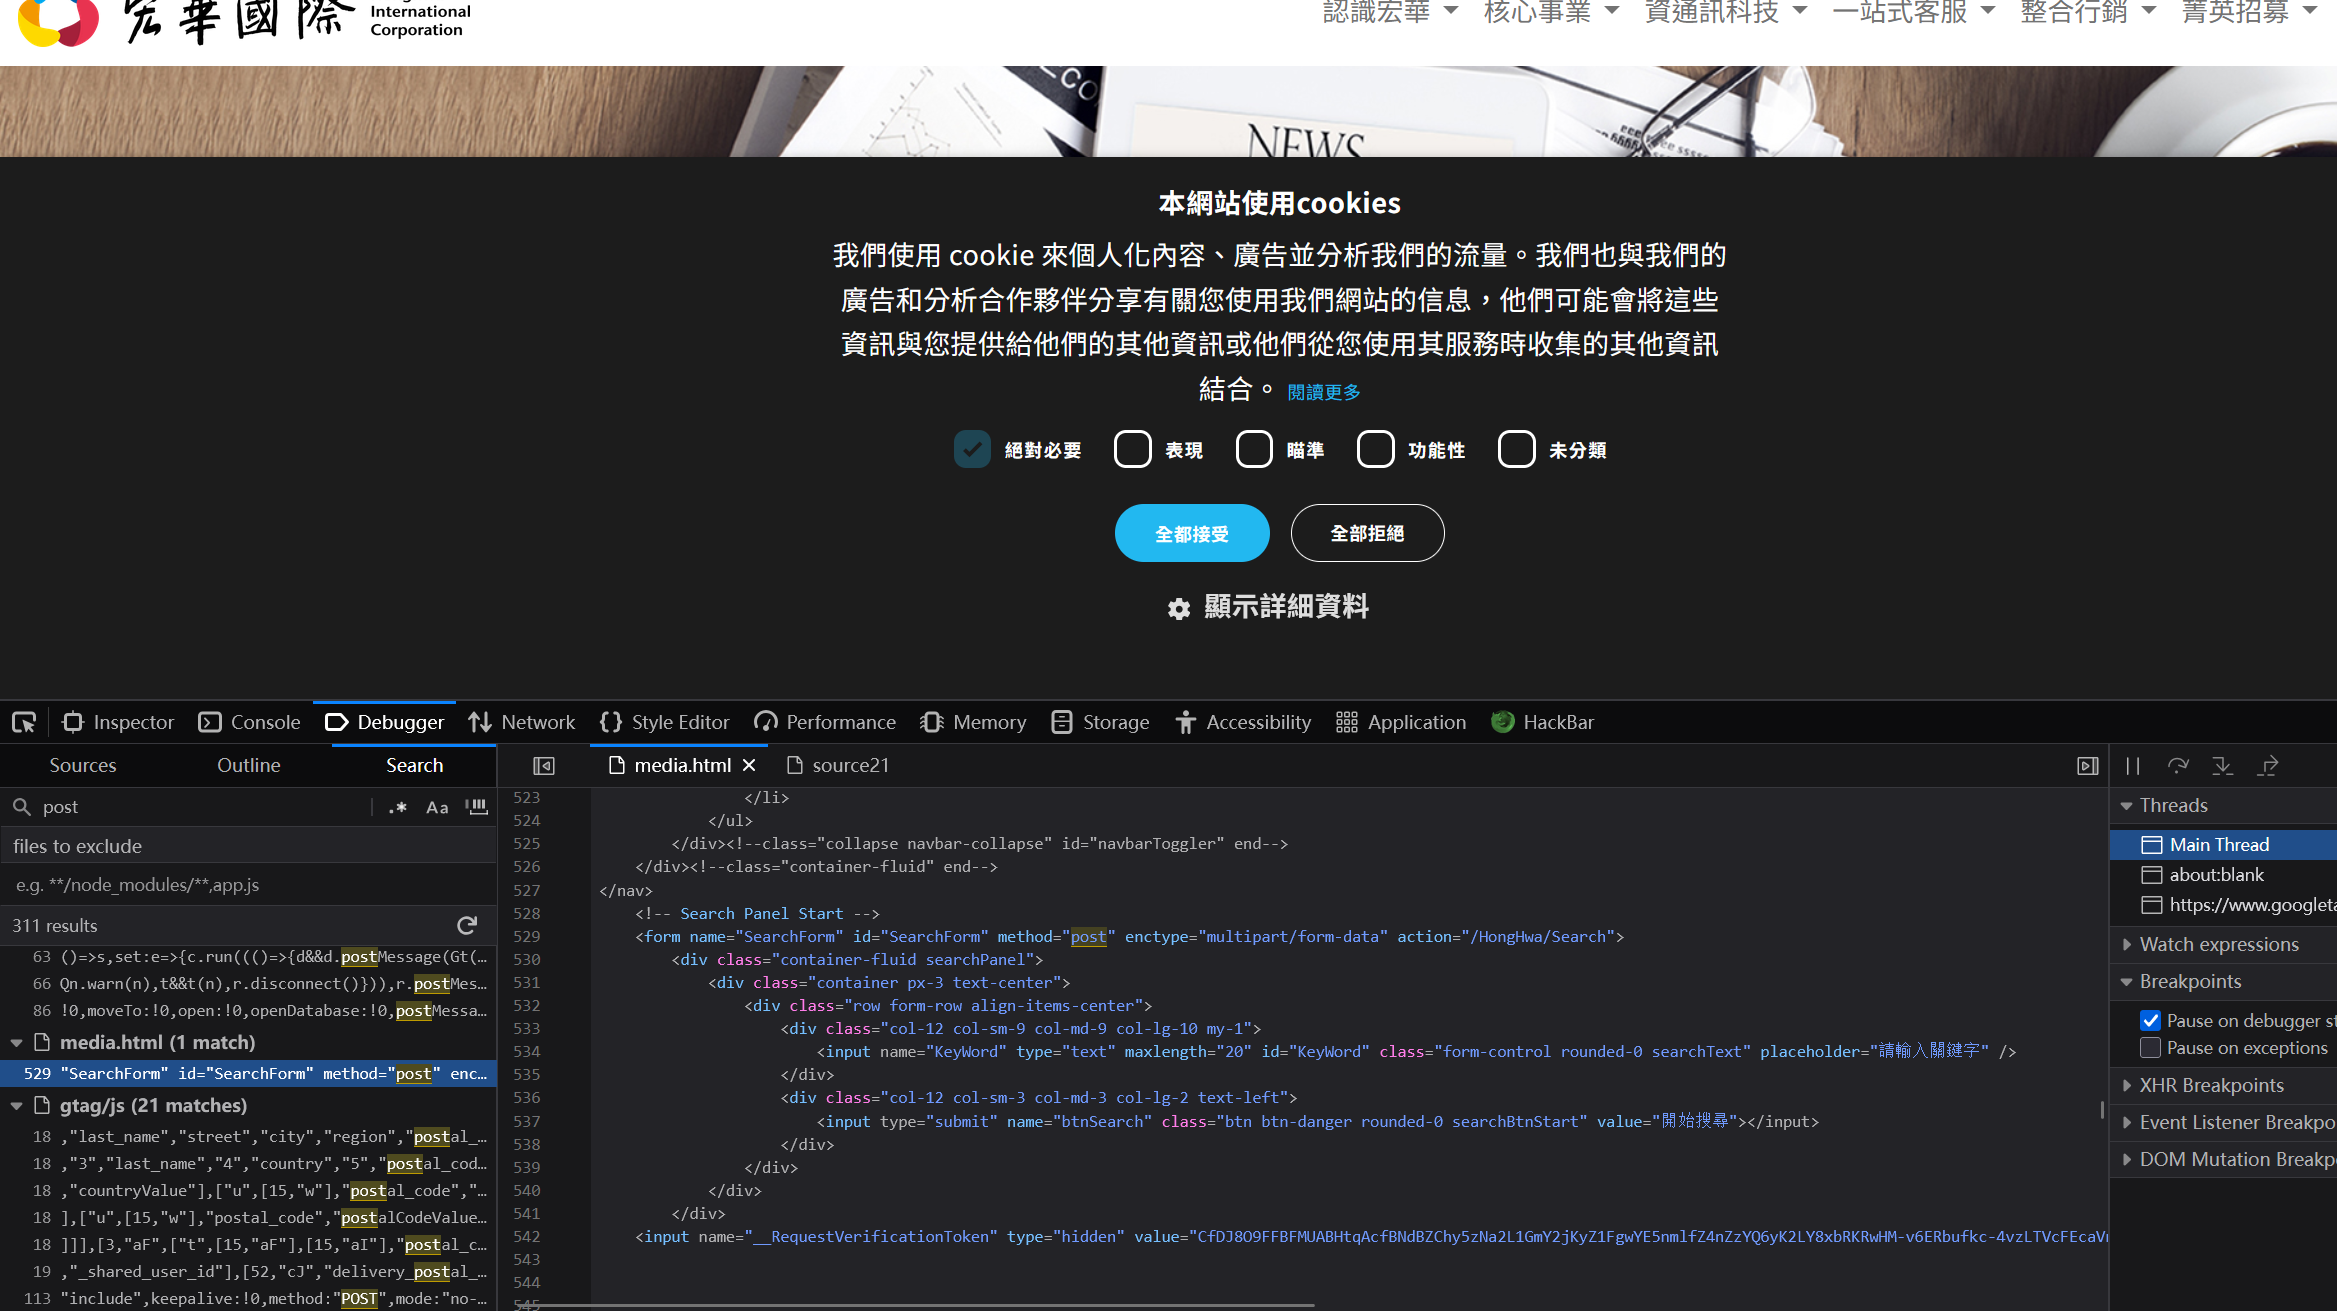 宏華國際
International
Corporation
認識宏華 核心事業 資通訊科技 一站式客服 整合行銷 菁英招募
NEWS
本網站使用cookies
我們使用 cookie 來個人化內容、廣告並分析我們的流量。我們也與我們的
廣告和分析合作夥伴分享有關您使用我們網站的信息，他們可能會將這些
資訊與您提供給他們的其他資訊或他們從您使用其服務時收集的其他資訊
結合。 閱讀更多
絕對必要 表現 瞄準 功能性 未分類
全都接受 全部拒絕
顯示詳細資料
Inspector Console Debugger Network Style Editor Performance Memory Storage Accessibility Application HackBar
Sources Outline Search
post
.* Aa
files to exclude
e.g. **/node_modules/**,app.js
311 results
63 ()=>s,set:e=>{c.run((()=>{d&&d.postMessage(Gt(…
66 Qn.warn(n),t&&t(n),r.disconnect()})),r.postMes…
86 !0,moveTo:!0,open:!0,openDatabase:!0,postMessa…
media.html (1 match)
529 "SearchForm" id="SearchForm" method="post" enc…
gtag/js (21 matches)
18 ,"last_name","street","city","region","postal_…
18 ,"3","last_name","4","country","5","postal_cod…
18 ,"countryValue"],["u",[15,"w"],"postal_code","…
18 ],["u",[15,"w"],"postal_code","postalCodeValue…
18 ]]],[3,"aF",["t",[15,"aF"],[15,"aI"],"postal_c…
19 ,"_shared_user_id"],[52,"cJ","delivery_postal_…
113 "include",keepalive:!0,method:"POST",mode:"no-…
media.html source21
523 </li>
524 </ul>
525 </div><!--class="collapse navbar-collapse" id="navbarToggler" end-->
526 </div><!--class="container-fluid" end-->
527 </nav>
528 <!-- Search Panel Start -->
529 <form name="SearchForm" id="SearchForm" method="post" enctype="multipart/form-data" action="/HongHwa/Search">
530 <div class="container-fluid searchPanel">
531 <div class="container px-3 text-center">
532 <div class="row form-row align-items-center">
533 <div class="col-12 col-sm-9 col-md-9 col-lg-10 my-1">
534 <input name="KeyWord" type="text" maxlength="20" id="KeyWord" class="form-control rounded-0 searchText" placeholder="請輸入關鍵字" />
535 </div>
536 <div class="col-12 col-sm-3 col-md-3 col-lg-2 text-left">
537 <input type="submit" name="btnSearch" class="btn btn-danger rounded-0 searchBtnStart" value="開始搜尋"></input>
538 </div>
539 </div>
540 </div>
541 </div>
542 <input name="__RequestVerificationToken" type="hidden" value="CfDJ8O9FFBFMUABHtqAcfBNdBZChy5zNa2L1GmY2jKyZ1FgwYE5nmlfZ4nZzYQ6yK2LY8xbRKRwHM-v6ERbufkc-4vzLTVcFEcaV
543
544
545
Threads
Main Thread
about:blank
https://www.googleta
Watch expressions
Breakpoints
Pause on debugger st
Pause on exceptions
XHR Breakpoints
Event Listener Breakpo
DOM Mutation Breakp